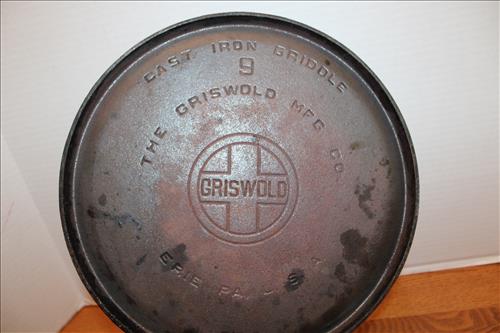 CAST IRON GRIDDLE
9
THE GRISWOLD MFG CO
GRISWOLD
ERIE PA. U.S.A